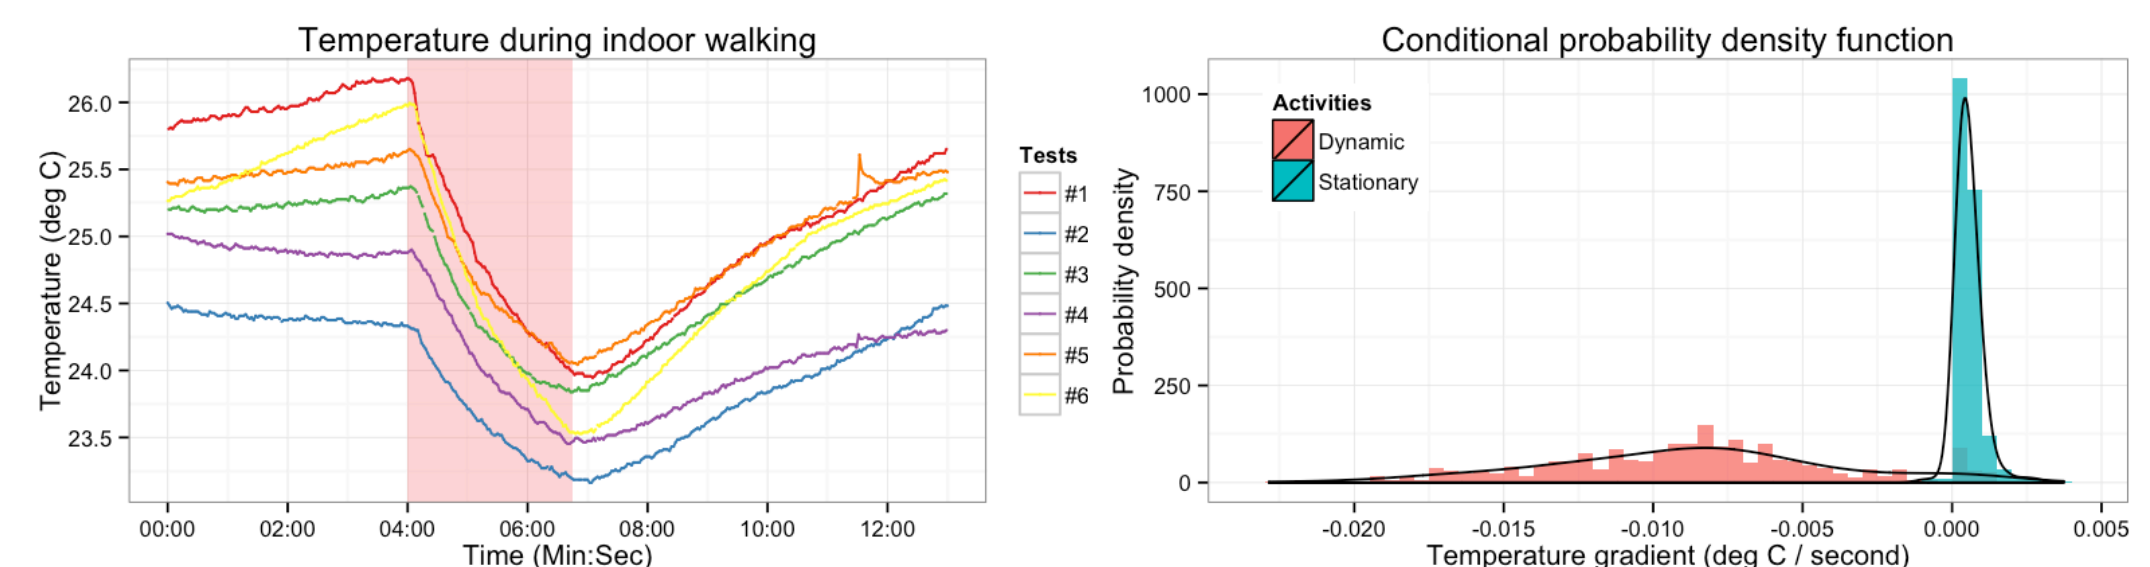 Temperature during indoor walking
Temperature (deg C)
26.0
25.5
25.0
24.5
24.0
23.5
00:00 02:00 04:00 06:00 08:00 10:00 12:00
Time (Min:Sec)
Tests
#1
#2
#3
#4
#5
#6
Conditional probability density function
Probability density
1000
750
500
250
0
Activities
Dynamic
Stationary
-0.020 -0.015 -0.010 -0.005 0.000 0.005
Temperature gradient (deg C / second)